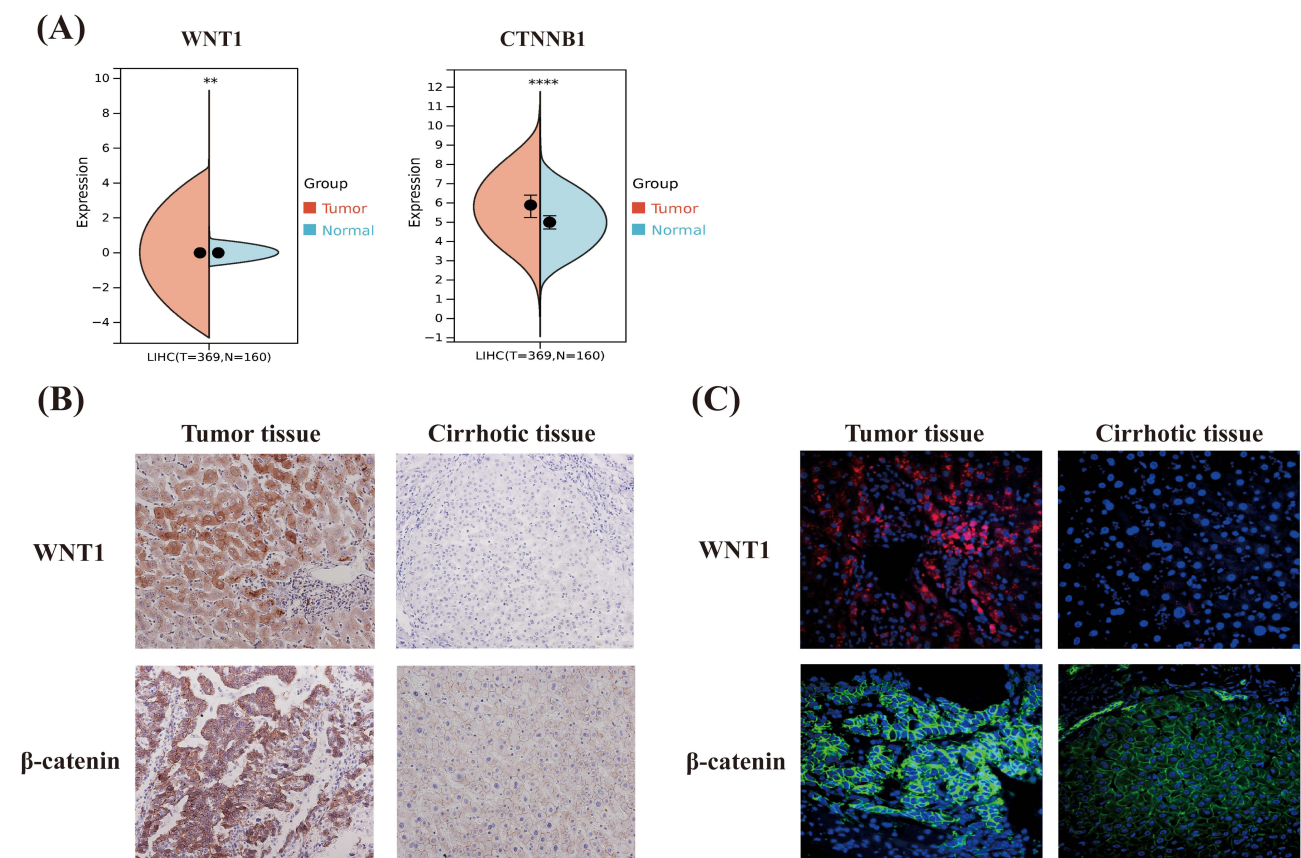 (A)
WNT1
**
10
8
6
4
2
0
−2
−4
Expression
LIHC(T=369,N=160)
Group
Tumor
Normal
CTNNB1
****
12
11
10
9
8
7
6
5
4
3
2
1
0
−1
Expression
LIHC(T=369,N=160)
Group
Tumor
Normal
(B)
Tumor tissue
Cirrhotic tissue
WNT1
β-catenin
(C)
Tumor tissue
Cirrhotic tissue
WNT1
β-catenin